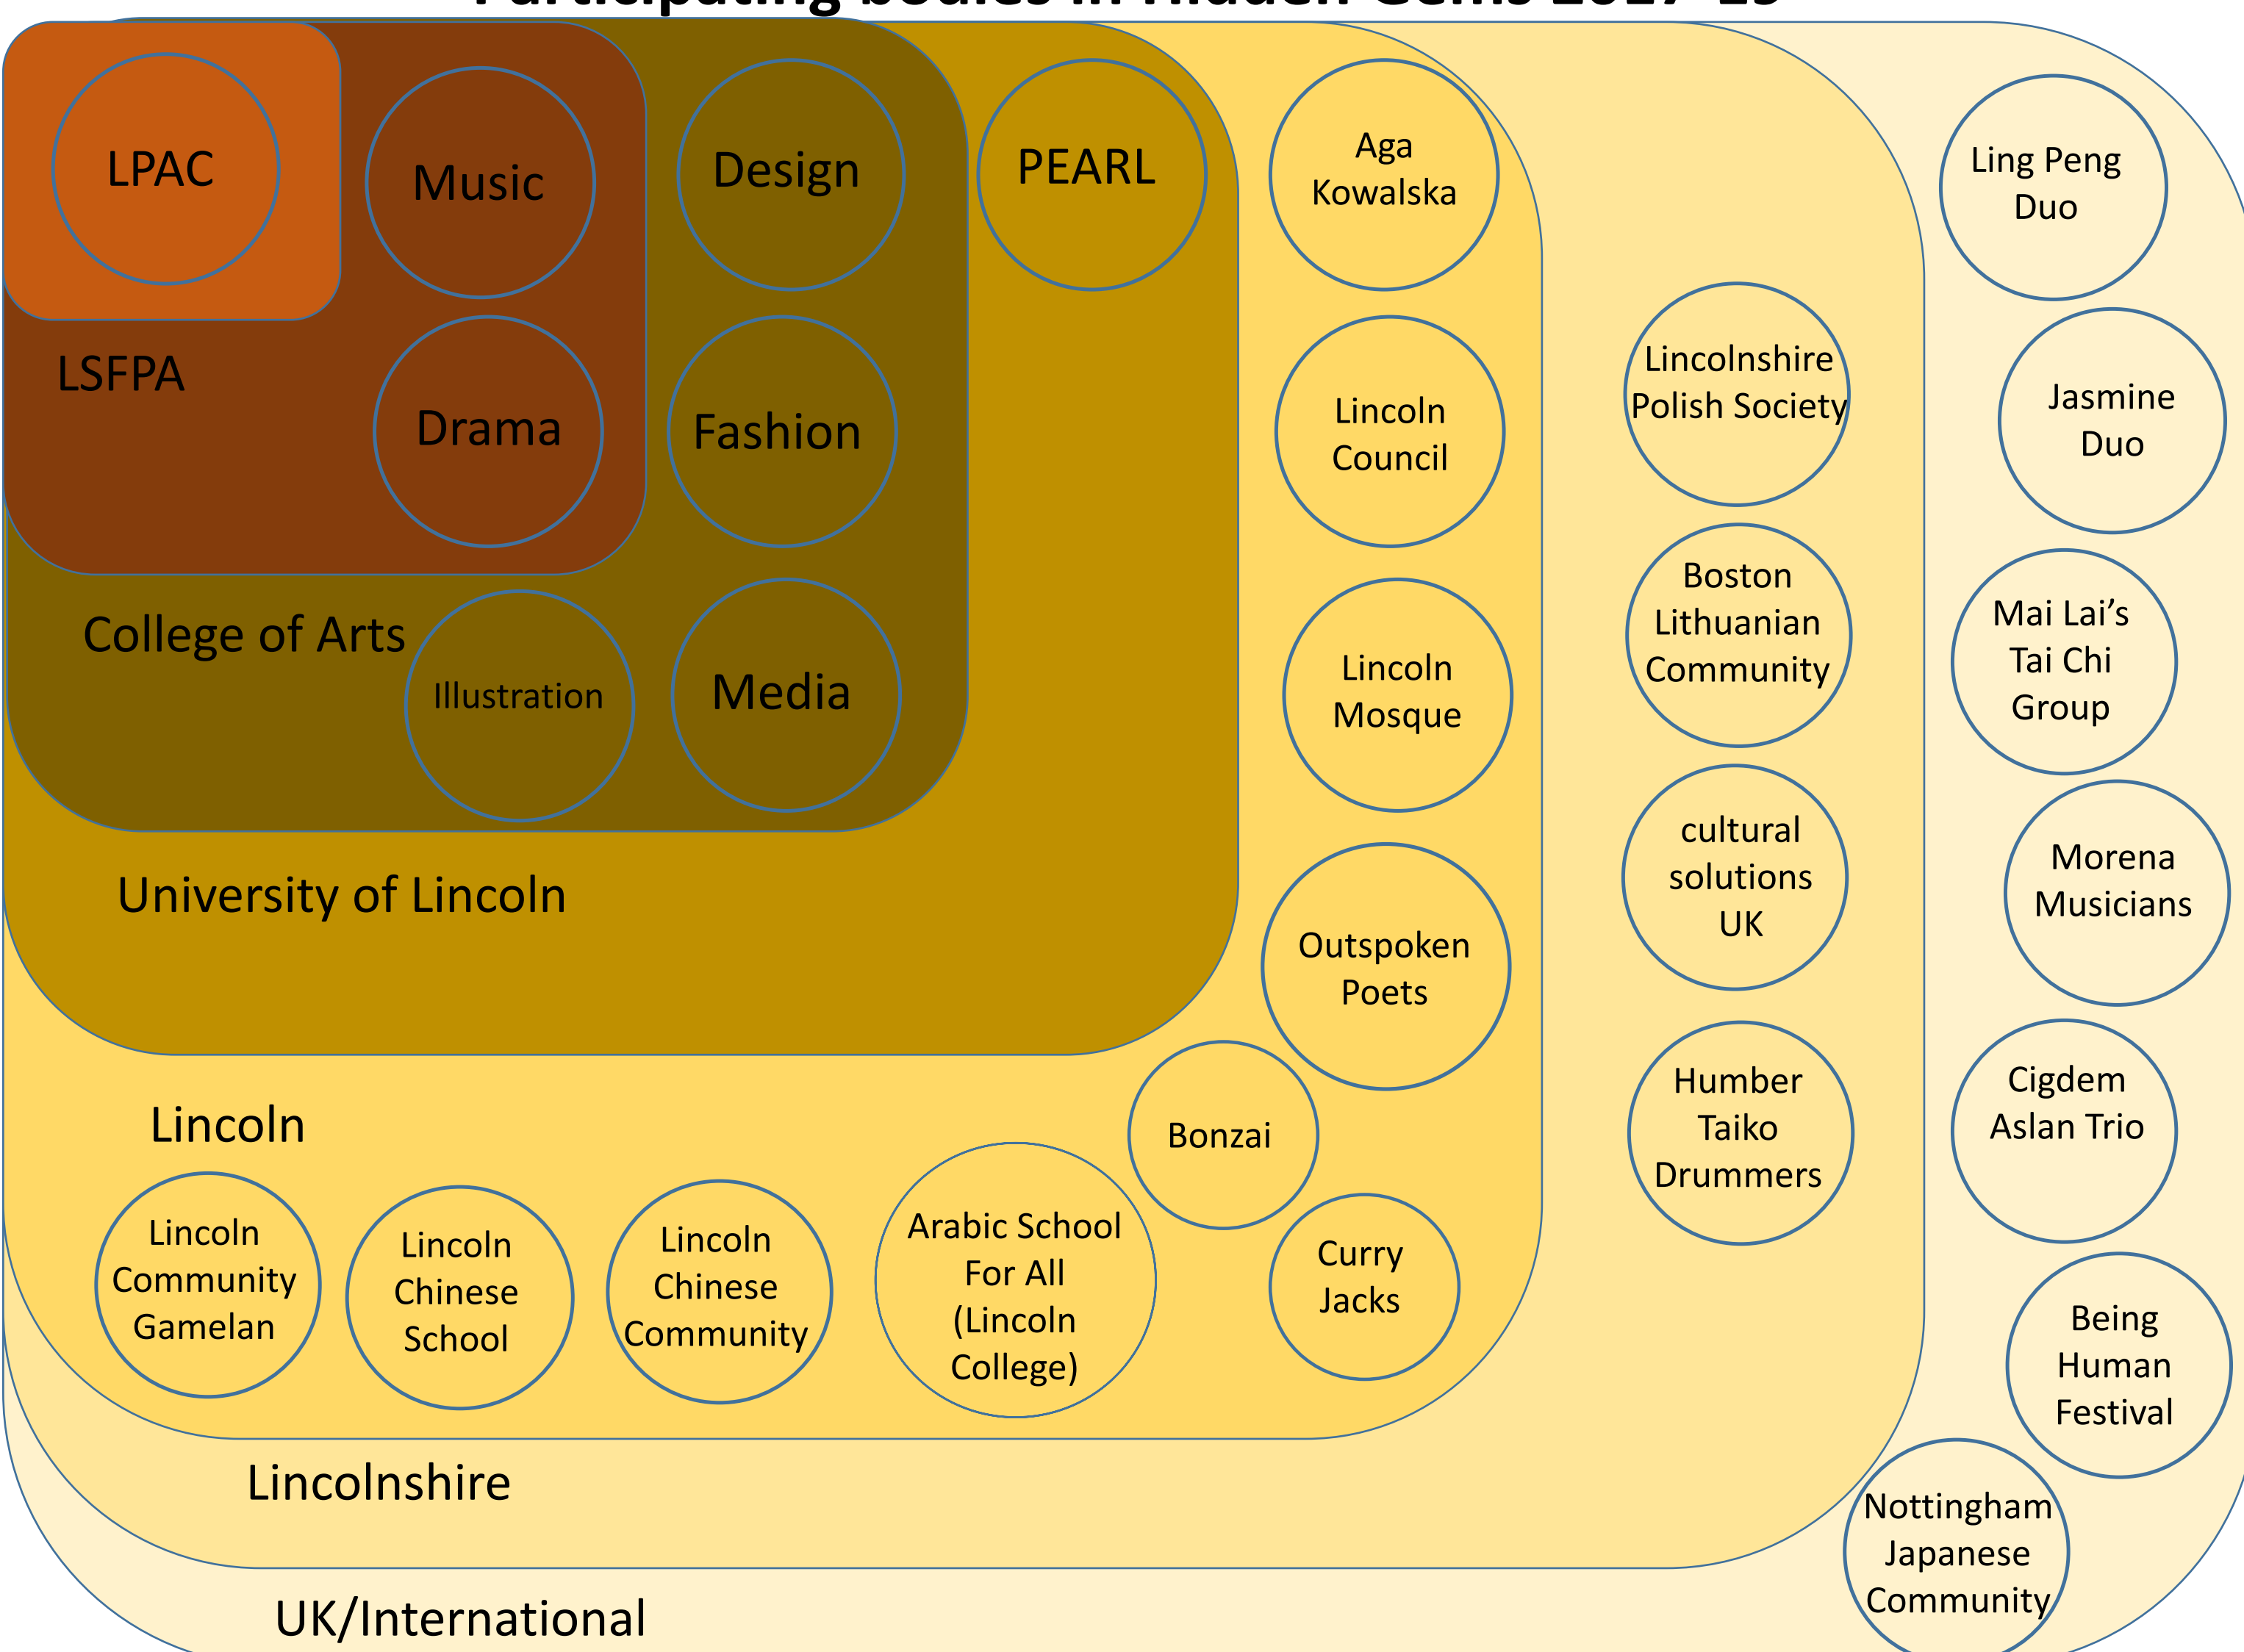 LPAC
Music
Design
PEARL
Aga
Kowalska
Ling Peng
Duo
LSFPA
Drama
Fashion
Lincoln
Council
Lincolnshire
Polish Society
Jasmine
Duo
College of Arts
Illustration
Media
Lincoln
Mosque
Boston
Lithuanian
Community
Mai Lai’s
Tai Chi
Group
University of Lincoln
Outspoken
Poets
cultural
solutions
UK
Morena
Musicians
Lincoln
Bonzai
Humber
Taiko
Drummers
Cigdem
Aslan Trio
Lincoln
Community
Gamelan
Lincoln
Chinese
School
Lincoln
Chinese
Community
Arabic School
For All
(Lincoln
College)
Curry
Jacks
Being
Human
Festival
Lincolnshire
Nottingham
Japanese
Community
UK/International